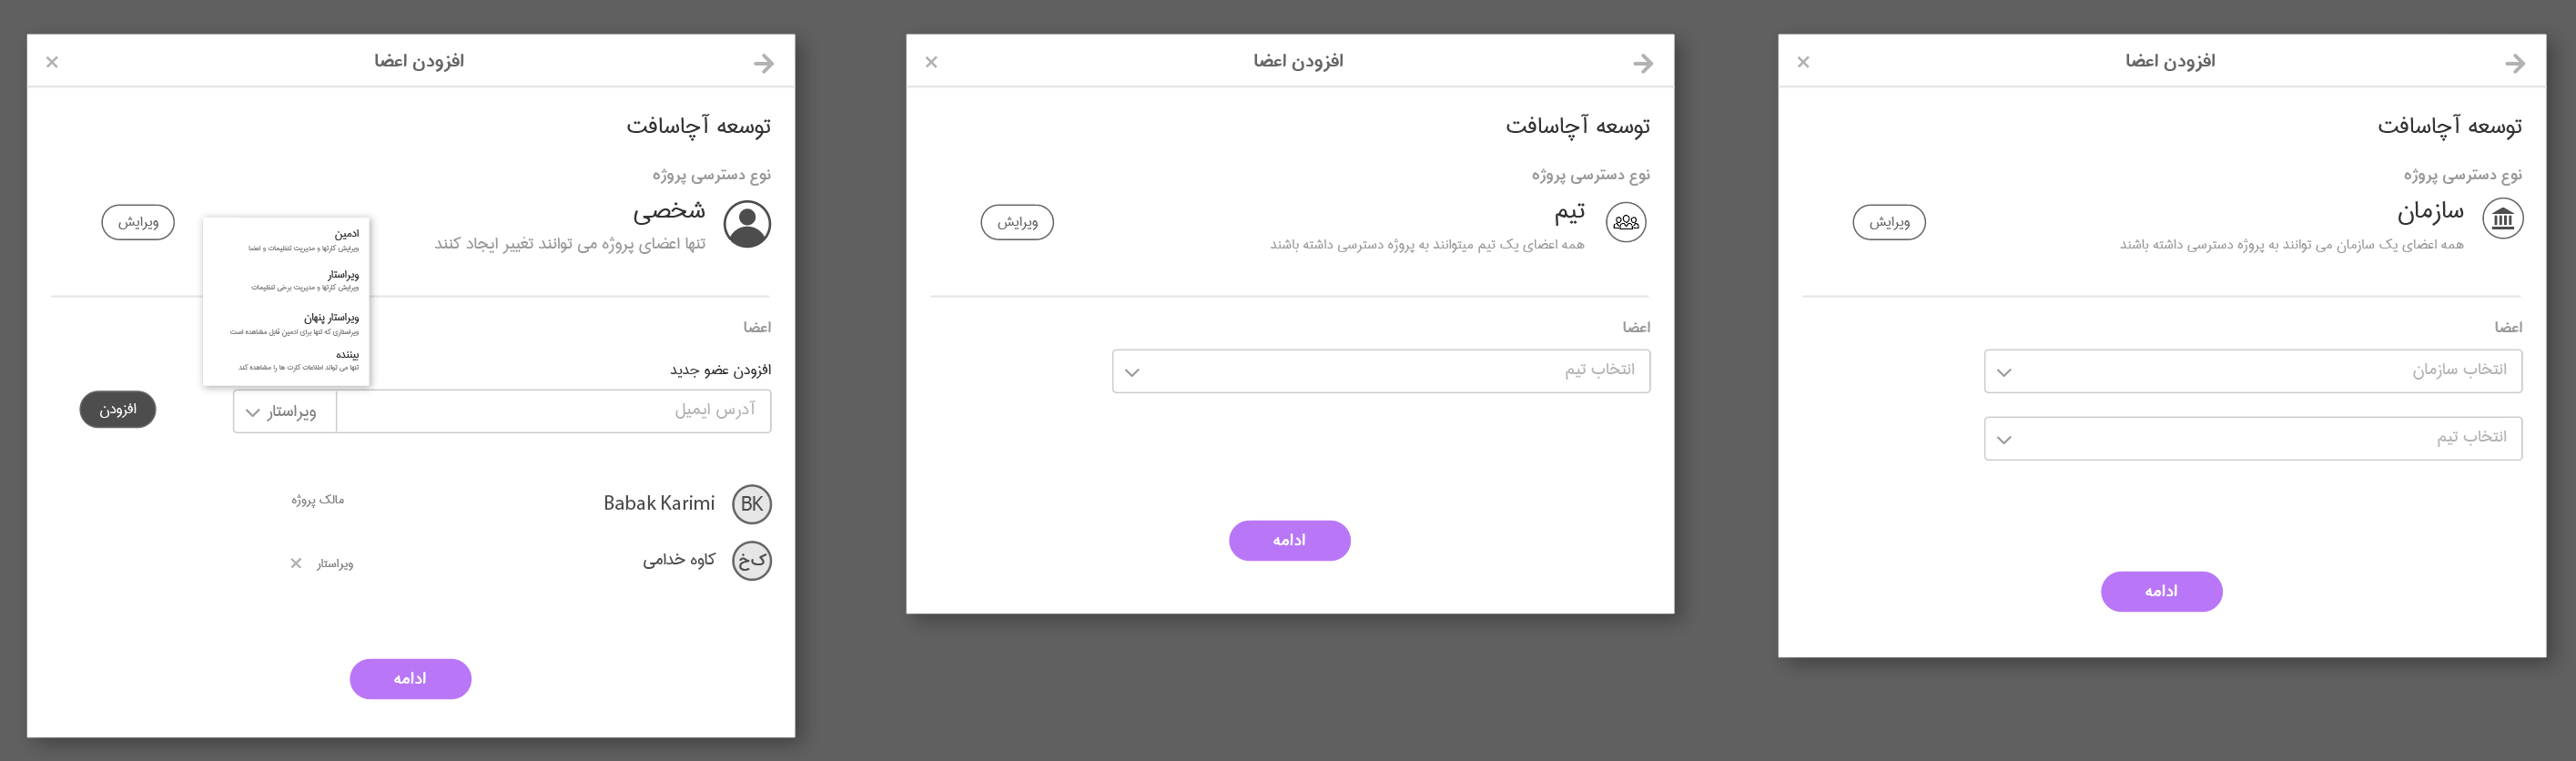 افزودن اعضا
توسعه آچاسافت
نوع دسترسی پروژه
شخصی
تنها اعضای پروژه می توانند تغییر ایجاد کنند
ویرایش
ادمین
ویرایش کارتها و مدیریت تنظیمات و اعضا
ویراستار
ویرایش کارتها و مدیریت برخی تنظیمات
ویراستار پنهان
ویراستاری که تنها برای ادمین قابل مشاهده است
بیننده
تنها می تواند اطلاعات کارت ها را مشاهده کند
اعضا
افزودن عضو جدید
آدرس ایمیل
ویراستار
افزودن
BK
Babak Karimi
مالک پروژه
ک‌خ
کاوه خدامی
ویراستار
ادامه
افزودن اعضا
توسعه آچاسافت
نوع دسترسی پروژه
تیم
همه اعضای یک تیم میتوانند به پروژه دسترسی داشته باشند
ویرایش
اعضا
انتخاب تیم
ادامه
افزودن اعضا
توسعه آچاسافت
نوع دسترسی پروژه
سازمان
همه اعضای یک سازمان می توانند به پروژه دسترسی داشته باشند
ویرایش
اعضا
انتخاب سازمان
انتخاب تیم
ادامه